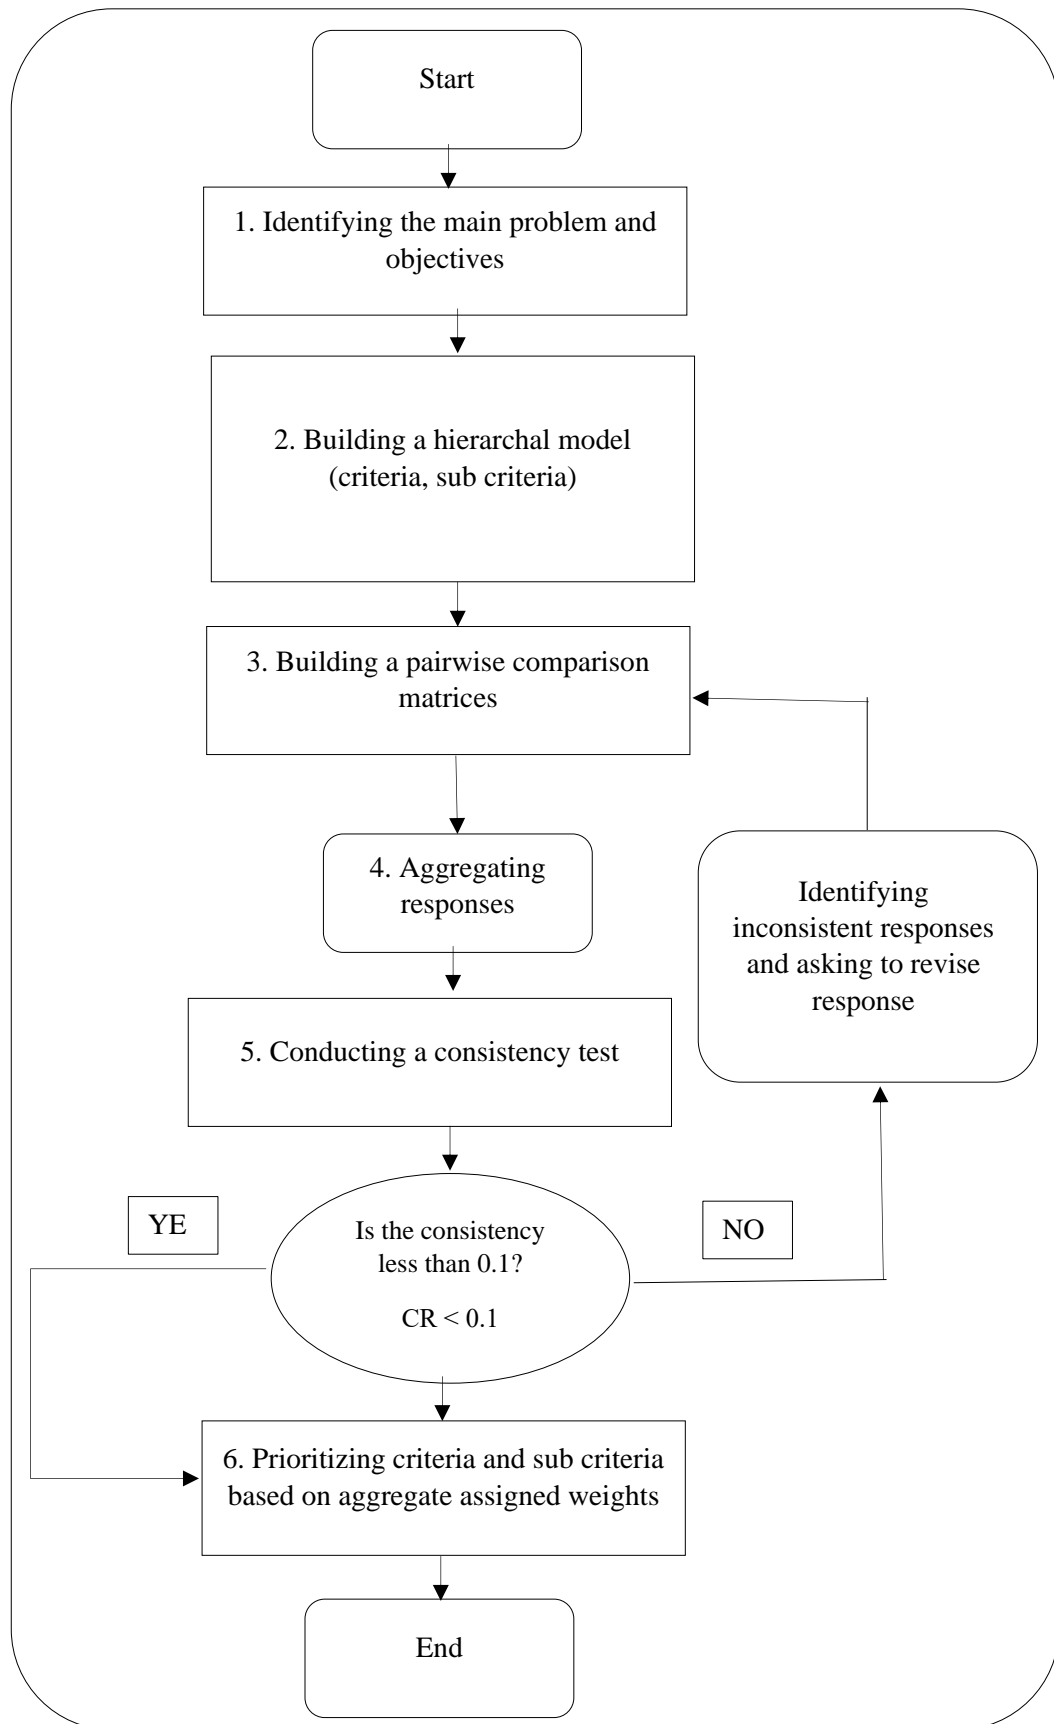 Start
1. Identifying the main problem and
objectives
2. Building a hierarchal model
(criteria, sub criteria)
3. Building a pairwise comparison
matrices
4. Aggregating
responses
Identifying
inconsistent responses
and asking to revise
response
5. Conducting a consistency test
YE
Is the consistency
less than 0.1?
CR < 0.1
NO
6. Prioritizing criteria and sub criteria
based on aggregate assigned weights
End